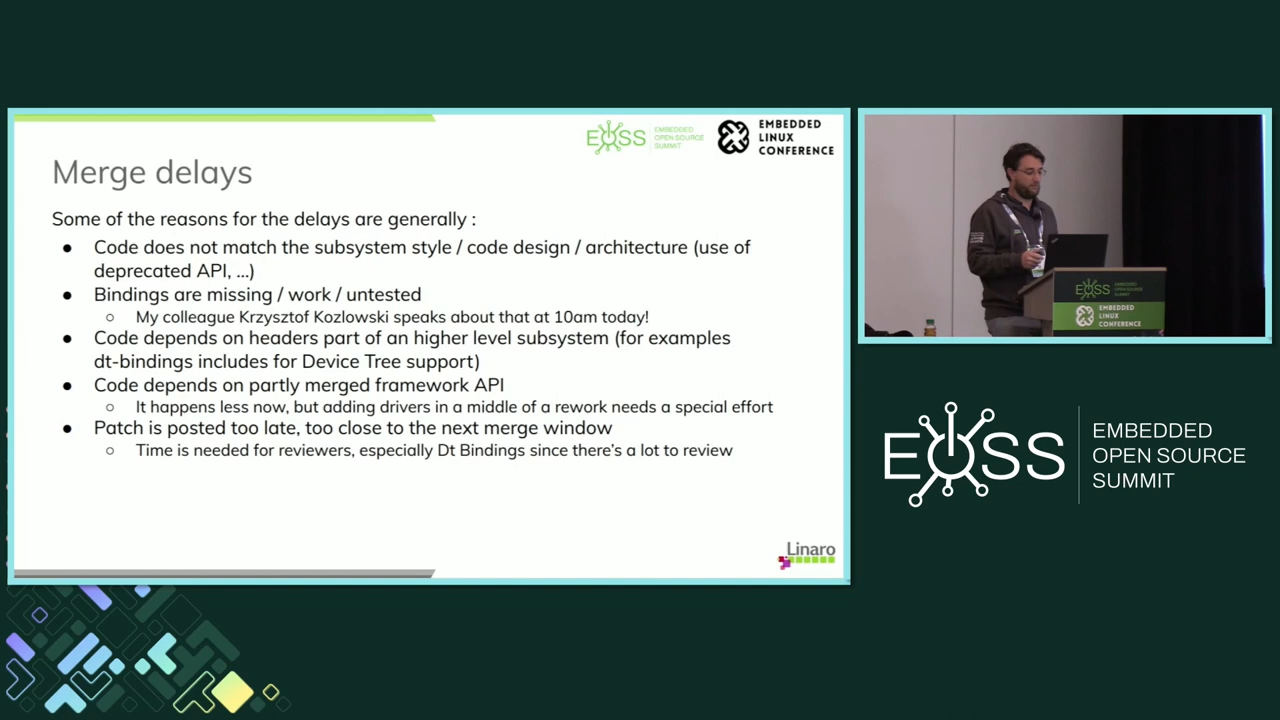 EOSS EMBEDDED OPEN SOURCE SUMMIT
EMBEDDED LINUX CONFERENCE
Merge delays
Some of the reasons for the delays are generally :
● Code does not match the subsystem style / code design / architecture (use of
deprecated API, ...)
● Bindings are missing / work / untested
○ My colleague Krzysztof Kozlowski speaks about that at 10am today!
● Code depends on headers part of an higher level subsystem (for examples
dt-bindings includes for Device Tree support)
● Code depends on partly merged framework API
○ It happens less now, but adding drivers in a middle of a rework needs a special effort
● Patch is posted too late, too close to the next merge window
○ Time is needed for reviewers, especially Dt Bindings since there's a lot to review
Linaro
EOSS
EMBEDDED
LINUX
CONFERENCE
EOSS
EMBEDDED
OPEN SOURCE
SUMMIT